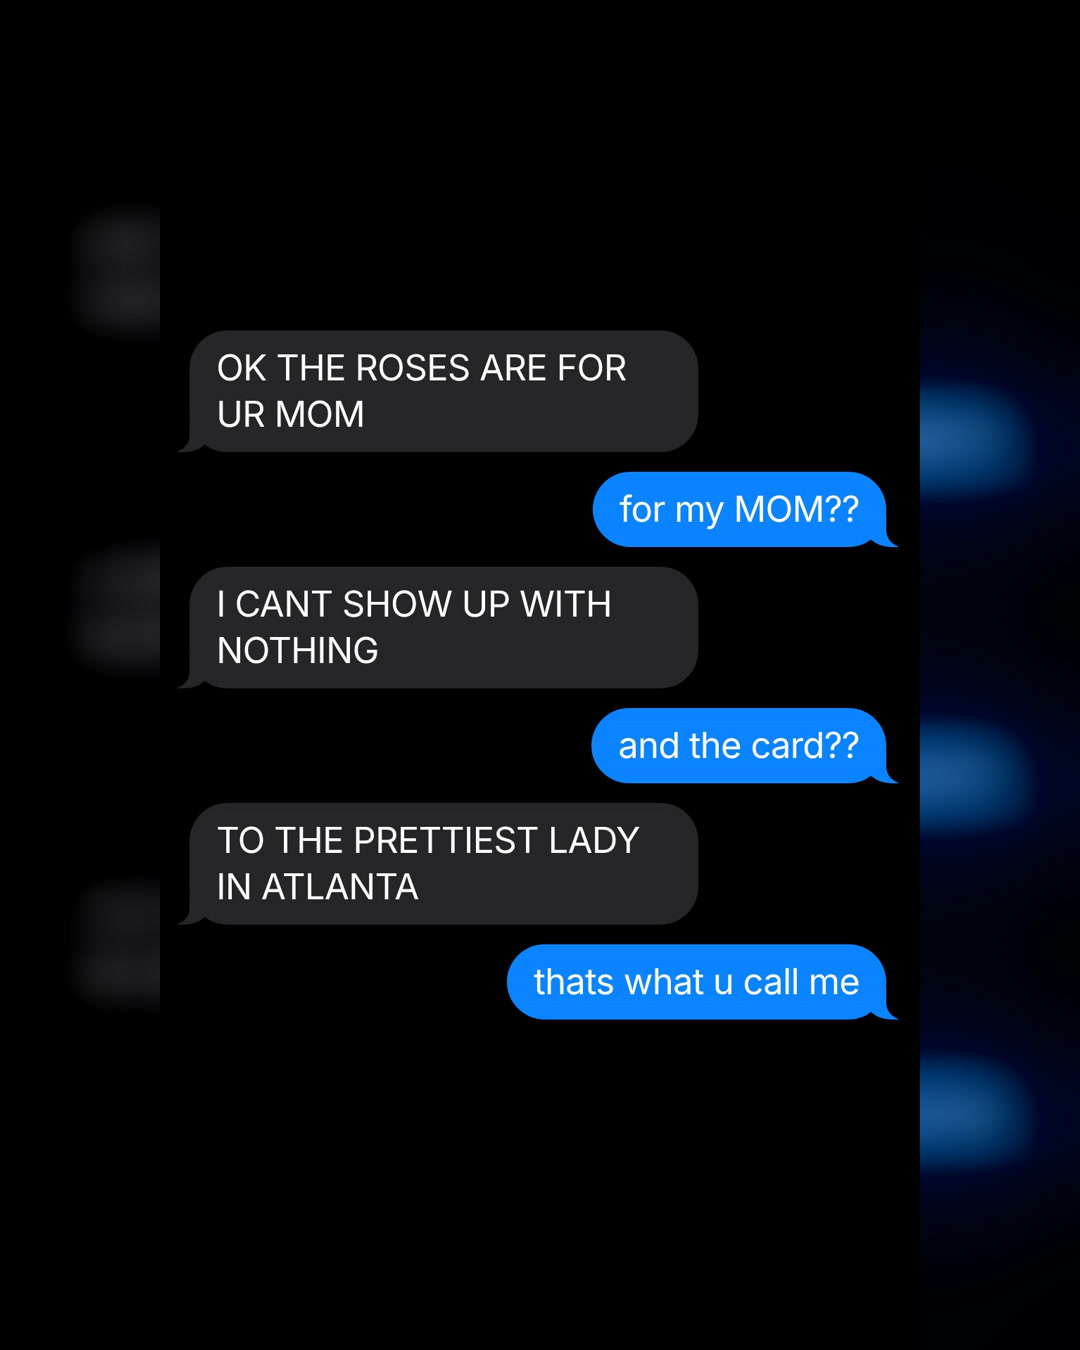 OK THE ROSES ARE FOR
UR MOM
for my MOM??
I CANT SHOW UP WITH
NOTHING
and the card??
TO THE PRETTIEST LADY
IN ATLANTA
thats what u call me